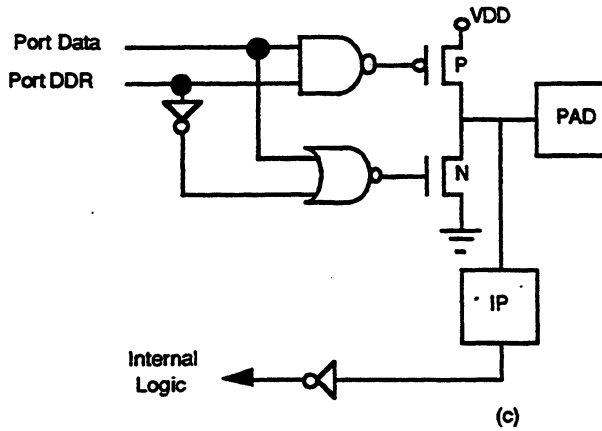 VDD
Port Data
Port DDR
P
PAD
N
IP
Internal
Logic
(c)